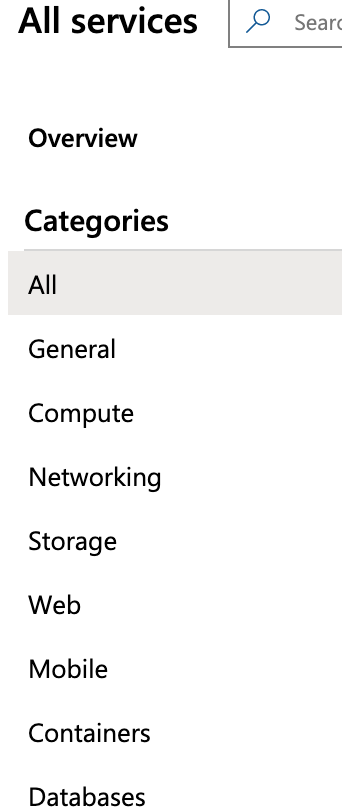 All services
Overview
Categories
All
General
Compute
Networking
Storage
Web
Mobile
Containers
Databases